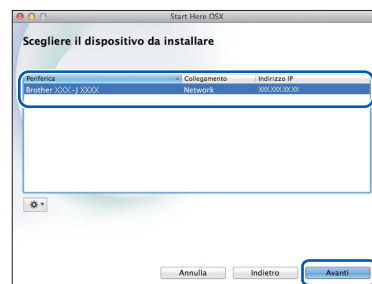 Start Here OSX
Scegliere il dispositivo da installare
Periferica Collegamento Indirizzo IP
Brother XXX-J XXXX Network XXX.XXX.XX.XX
Annulla Indietro Avanti